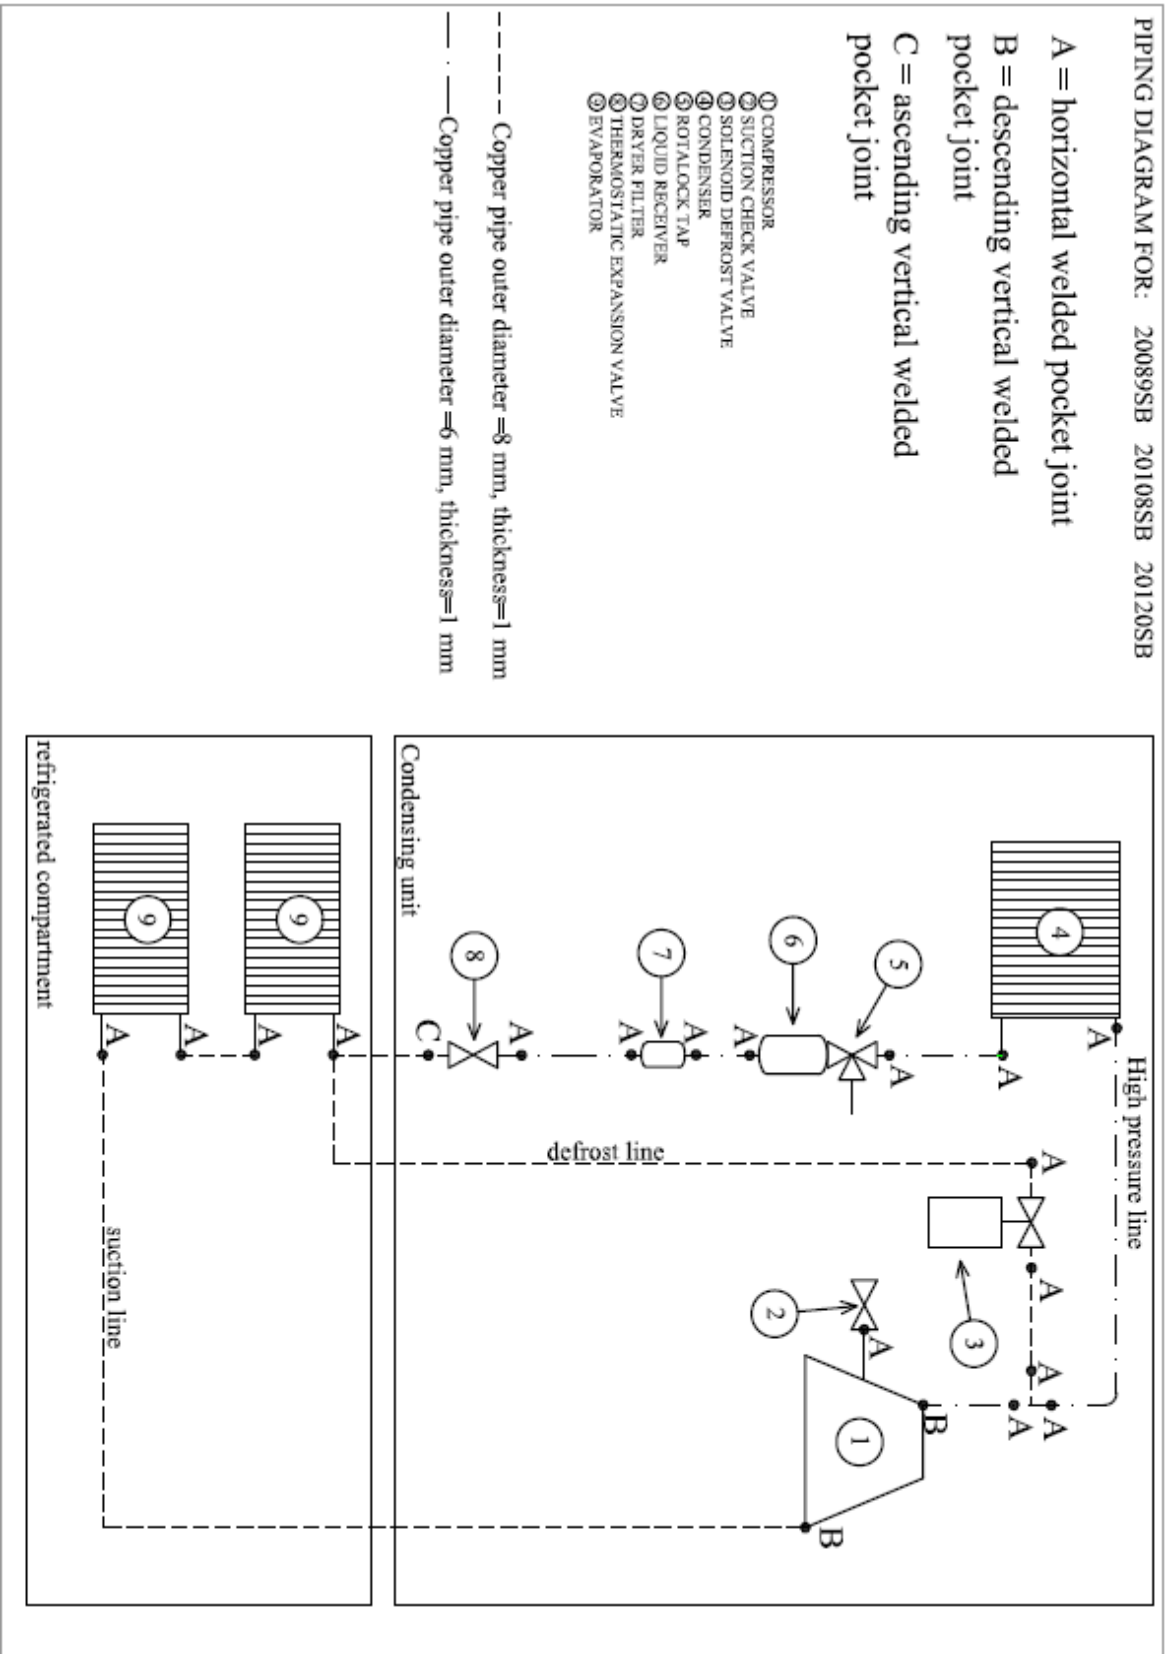 PIPING DIAGRAM FOR: 20089SB 20108SB 20120SB
A = horizontal welded pocket joint
B = descending vertical welded
pocket joint
C = ascending vertical welded
pocket joint
① COMPRESSOR
② SUCTION CHECK VALVE
③ SOLENOID DEFROST VALVE
④ CONDENSER
⑤ ROTALOCK TAP
⑥ LIQUID RECEIVER
⑦ DRYER FILTER
⑧ THERMOSTATIC EXPANSION VALVE
⑨ EVAPORATOR
Copper pipe outer diameter =8 mm, thickness=1 mm
Copper pipe outer diameter =6 mm, thickness=1 mm
High pressure line
A
A
4
A
A
A
A
A
A
3
5
A
6
A
2
A
B
1
B
7
A
A
defrost line
8
A
C
Condensing unit
9
A
A
9
A
A
suction line
refrigerated compartment